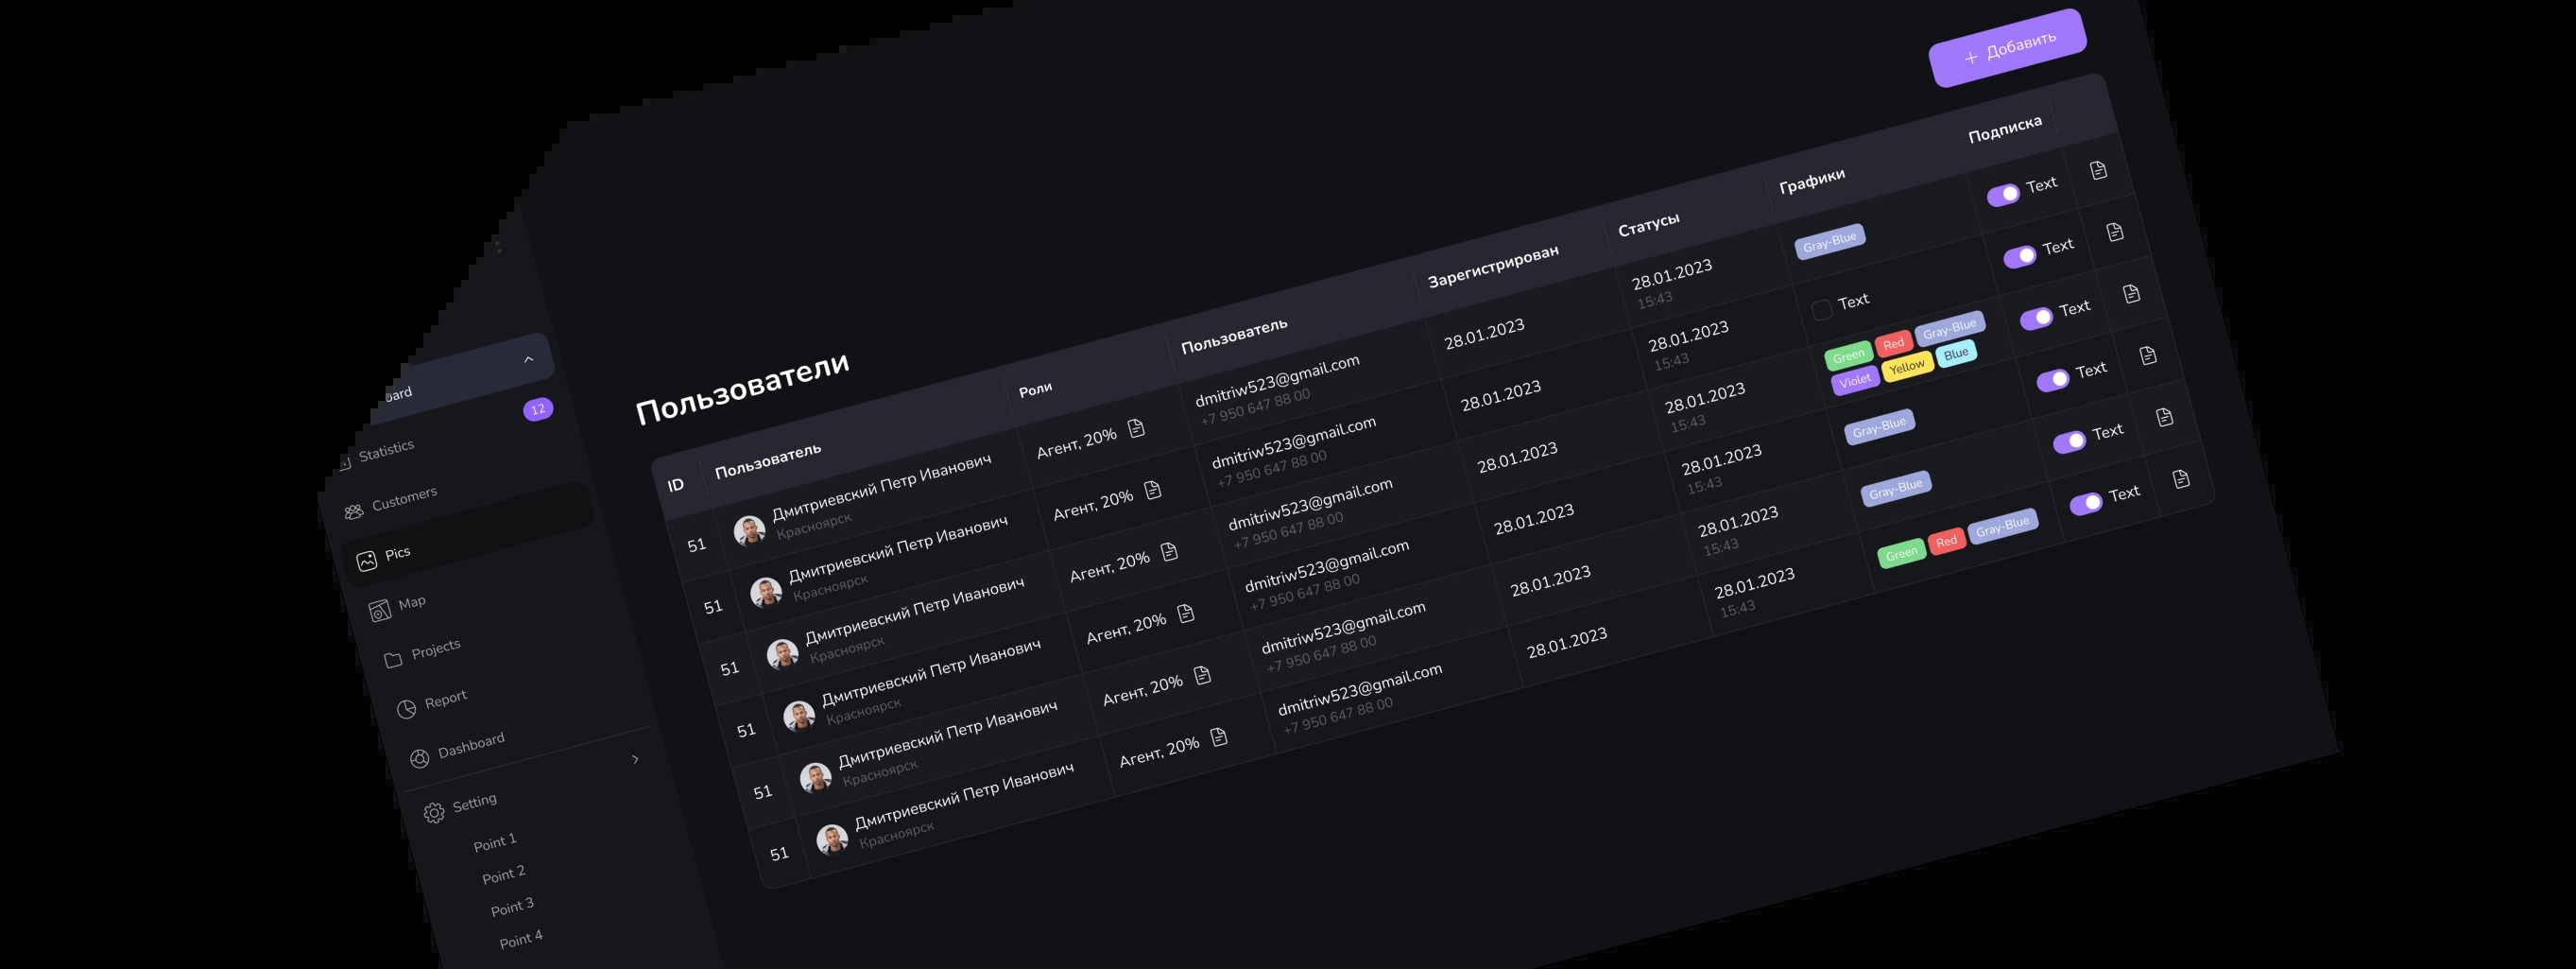 Statistics
12
Customers
Pics
Map
Projects
Report
Dashboard
Setting
Point 1
Point 2
Point 3
Point 4
+ Добавить
Пользователи
ID Пользователь Роли Пользователь Зарегистрирован Статусы Графики Подписка
51 Дмитриевский Петр Иванович Агент, 20% dmitriw523@gmail.com 28.01.2023 28.01.2023 Gray-Blue Text
Красноярск +7 950 647 88 00 15:43
51 Дмитриевский Петр Иванович Агент, 20% dmitriw523@gmail.com 28.01.2023 28.01.2023 Text Text
Красноярск +7 950 647 88 00 15:43
51 Дмитриевский Петр Иванович Агент, 20% dmitriw523@gmail.com 28.01.2023 28.01.2023 Green Red Gray-Blue Text
Красноярск +7 950 647 88 00 15:43 Violet Yellow Blue
51 Дмитриевский Петр Иванович Агент, 20% dmitriw523@gmail.com 28.01.2023 28.01.2023 Gray-Blue Text
Красноярск +7 950 647 88 00 15:43
51 Дмитриевский Петр Иванович Агент, 20% dmitriw523@gmail.com 28.01.2023 28.01.2023 Gray-Blue Text
Красноярск +7 950 647 88 00 15:43
51 Дмитриевский Петр Иванович Агент, 20% dmitriw523@gmail.com 28.01.2023 28.01.2023 Green Red Gray-Blue Text
Красноярск +7 950 647 88 00 15:43